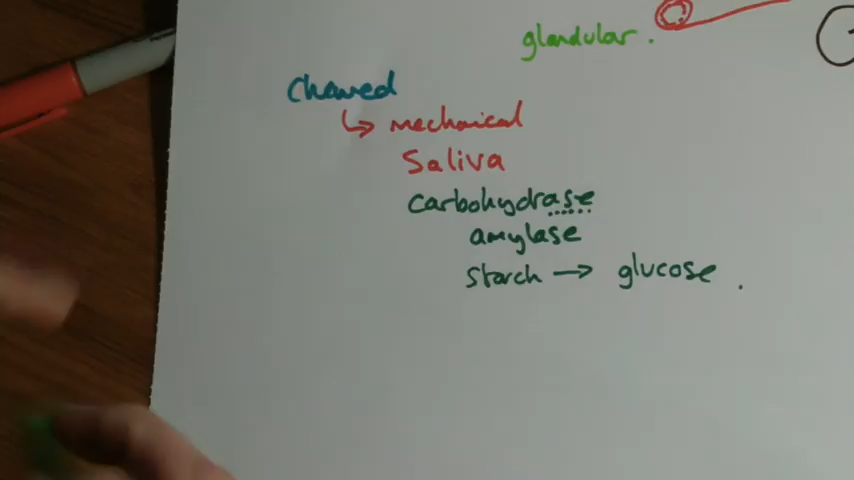 glandular.
Chewed
↳ mechanical
Saliva
carbohydrase
amylase
starch → glucose.